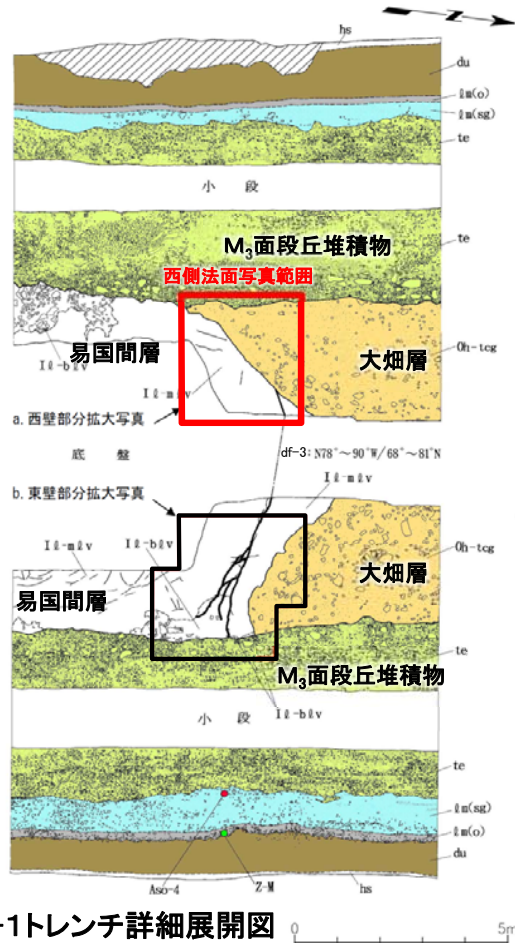 Z
hs
du
ℓm(o)
ℓm(sg)
te
小 段
M₃面段丘堆積物
te
西側法面写真範囲
易国間層
大畑層
Oh-tcg
Iℓ-bℓv
Iℓ-mℓv
a. 西壁部分拡大写真
底 盤
df-3: N78°~90°W/68°~81°N
b. 東壁部分拡大写真
Iℓ-mℓv
Iℓ-mℓv
Iℓ-bℓv
Oh-tcg
大畑層
易国間層
te
M₃面段丘堆積物
Iℓ-bℓv
小 段
te
ℓm(sg)
ℓm(o)
du
Aso-4
Z-M
hs
-1トレンチ詳細展開図
0 5m